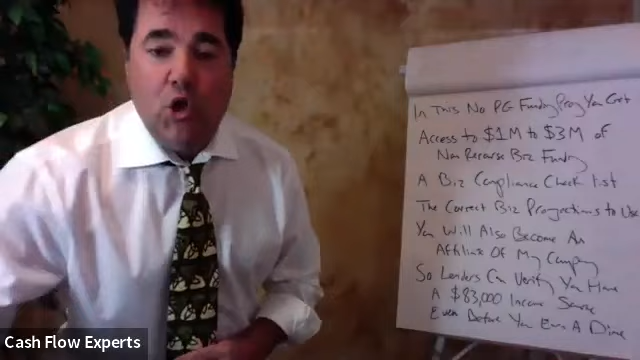 In This No PG Funding Prog You Get
Access to $1M to $3M of
Non Recourse Biz Funding
A Biz Compliance Check list
The Correct Biz Projections to Use
You Will Also Become An
Affiliate Of My Company
So Lenders Can Verify You Have
A $83,000 Income Source
Even Before You Earn A Dime
Cash Flow Experts